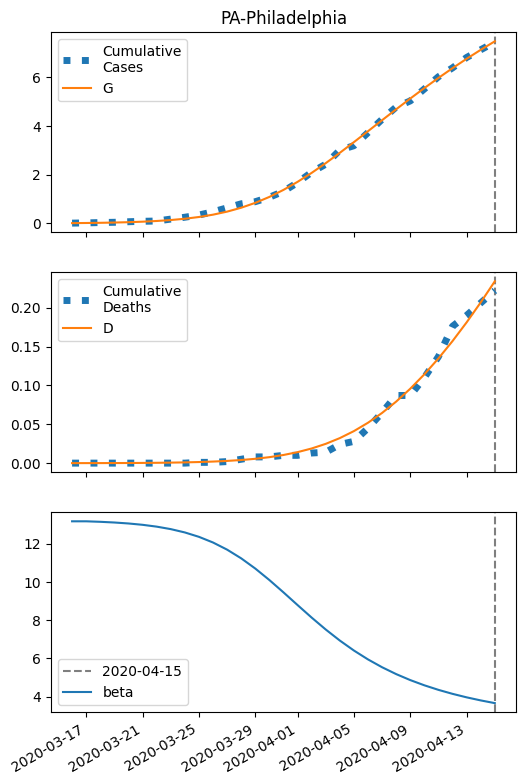 PA-Philadelphia
Cumulative
Cases
G
6
4
2
0
Cumulative
Deaths
D
0.20
0.15
0.10
0.05
0.00
12
10
8
6
4
2020-04-15
beta
2020-03-17
2020-03-21
2020-03-25
2020-03-29
2020-04-01
2020-04-05
2020-04-09
2020-04-13